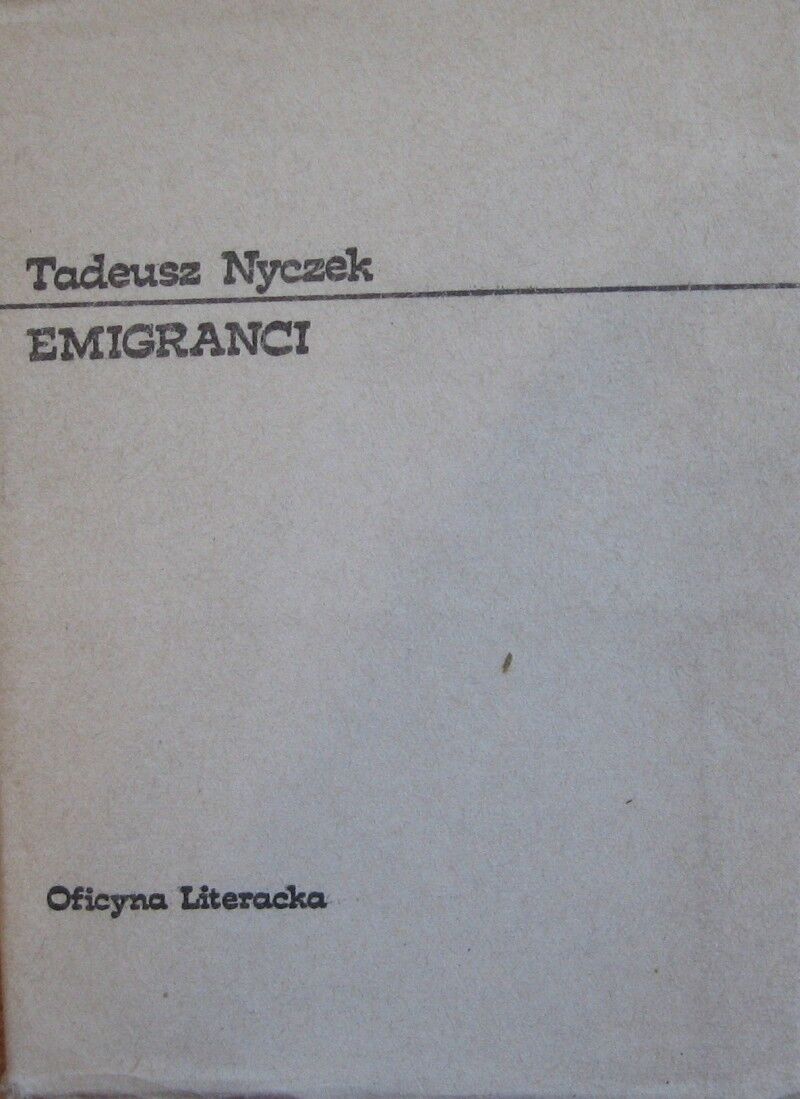 Tadeusz Nyczek
EMIGRANCI
Oficyna Literacka